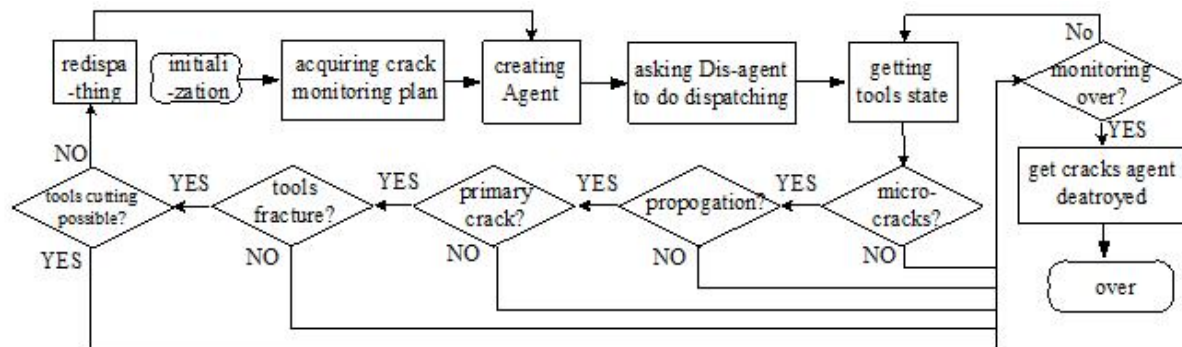 No
redispa
-thing
initiali
-zation
acquiring crack
monitoring plan
creating
Agent
asking Dis-agent
to do dispatching
getting
tools state
monitoring
over?
YES
NO
tools cutting
possible?
YES
YES
tools
fracture?
NO
YES
primary
crack?
NO
YES
propogation?
NO
YES
micro-
cracks?
NO
get cracks agent
deatroyed
over